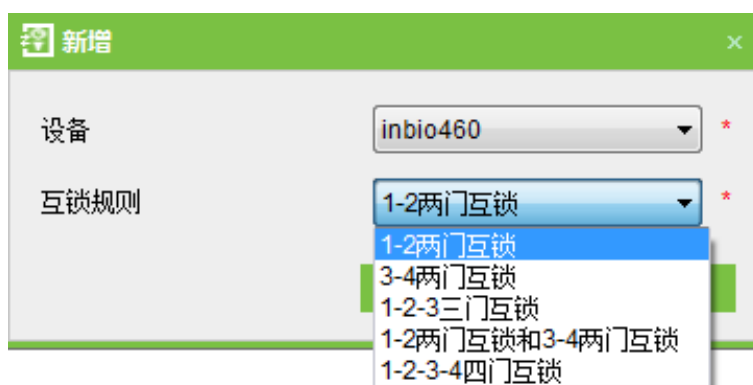 新增 ×
设备 inbio460 *
互锁规则 1-2两门互锁 *
1-2两门互锁
3-4两门互锁
1-2-3三门互锁
1-2两门互锁和3-4两门互锁
1-2-3-4四门互锁